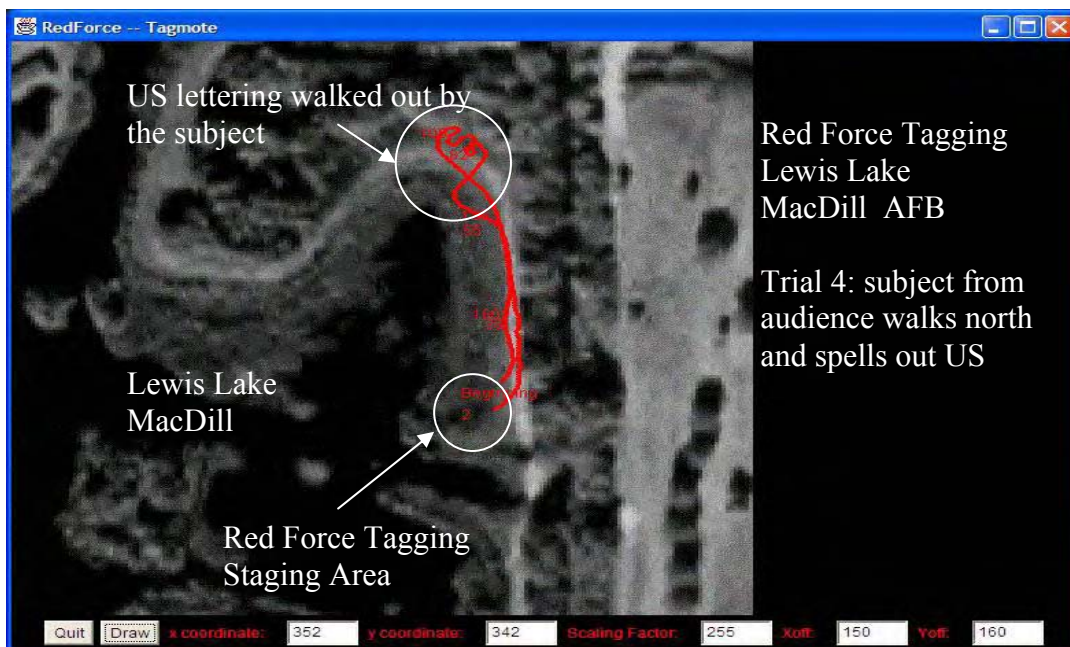 RedForce -- Tagmote
US lettering walked out by
the subject
Red Force Tagging
Lewis Lake
MacDill AFB
Trial 4: subject from
audience walks north
and spells out US
Beginning
2
Lewis Lake
MacDill
Red Force Tagging
Staging Area
Quit Draw x coordinate: 352 y coordinate: 342 Scaling Factor: 255 Xoff: 150 Yoff: 160